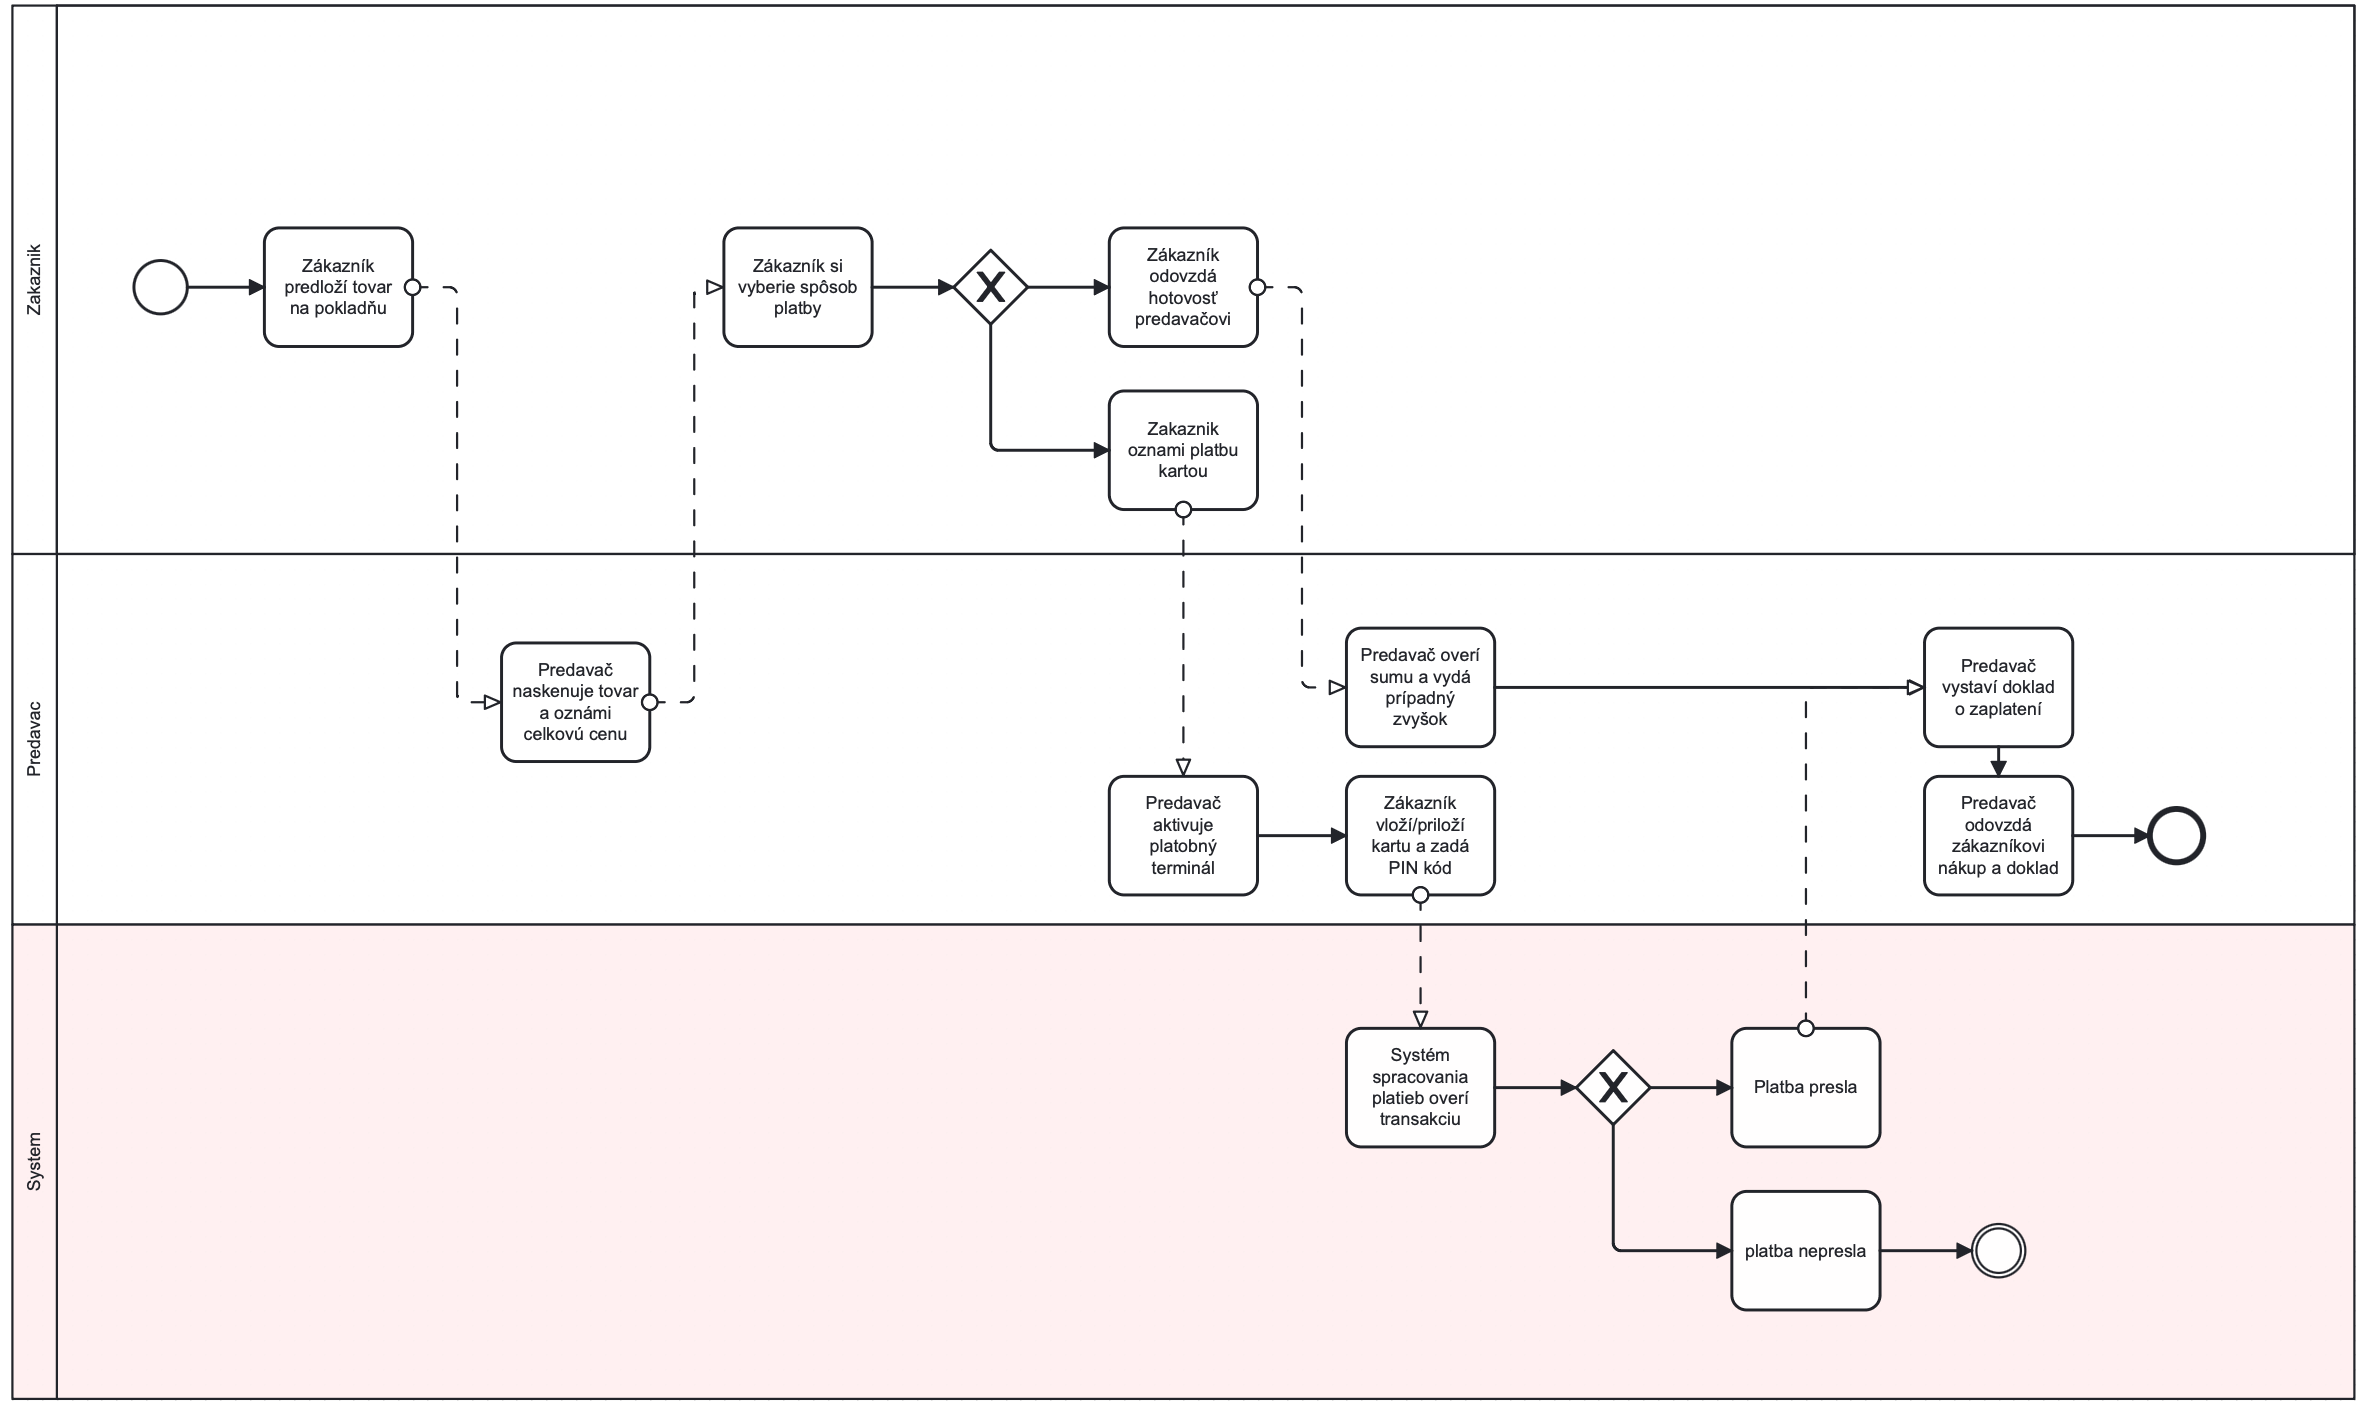 Zakaznik
Zákazník
predloží tovar
na pokladňu
Zákazník si
vyberie spôsob
platby
X
Zákazník
odovzdá
hotovosť
predavačovi
Zakaznik
oznami platbu
kartou
Predavac
Predavač
naskenuje tovar
a oznámi
celkovú cenu
Predavač overí
sumu a vydá
prípadný
zvyšok
Predavač
vystaví doklad
o zaplatení
Predavač
aktivuje
platobný
terminál
Zákazník
vloží/priloží
kartu a zadá
PIN kód
Predavač
odovzdá
zákazníkovi
nákup a doklad
System
Systém
spracovania
platieb overí
transakciu
X
Platba presla
platba nepresla